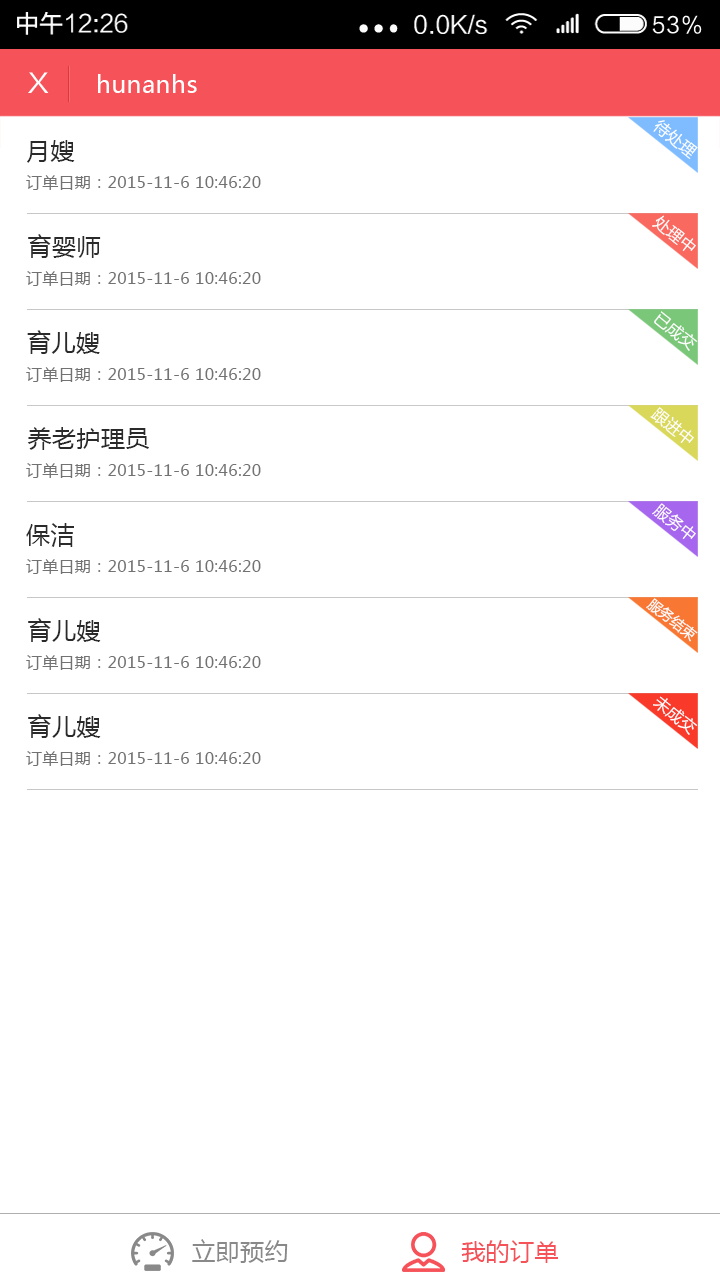 中午12:26 ... 0.0K/s 53%
X hunanhs
月嫂 待处理
订单日期：2015-11-6 10:46:20
育婴师 处理中
订单日期：2015-11-6 10:46:20
育儿嫂 已成交
订单日期：2015-11-6 10:46:20
养老护理员 跟进中
订单日期：2015-11-6 10:46:20
保洁 服务中
订单日期：2015-11-6 10:46:20
育儿嫂 服务结束
订单日期：2015-11-6 10:46:20
育儿嫂 未成交
订单日期：2015-11-6 10:46:20
立即预约 我的订单